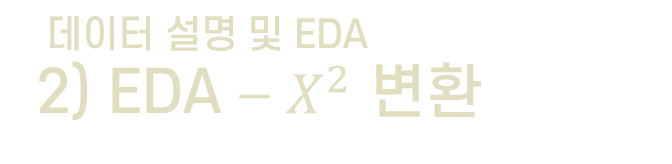 데이터 설명 및 EDA
2) EDA – X² 변환